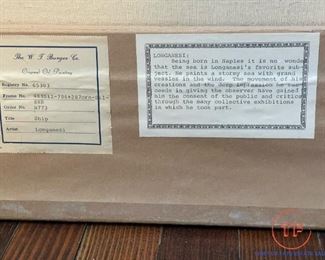 The W. T. Burger Co.
Original Oil Painting
Registry No. 65303
Frame No.
Order No. W773
Title Ship
Artist Longanesi
LONGANESI:
Being born in Naples it is no wonder
that the sea is Longanesi's favorite sub-
ject. He paints a stormy sea with grand
vessels in the wind. The movement of his
creations and the deep impression he suc-
ceeds in giving the observer have gained
him the consent of the public and critics
through the many collective exhibitions
in which he took part.